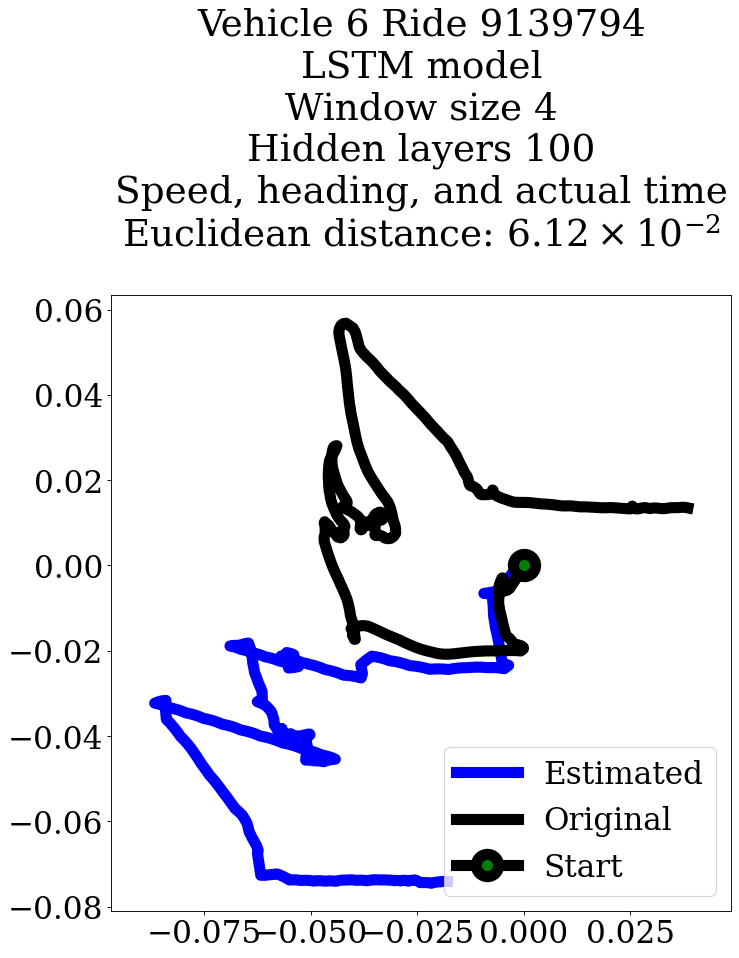 Vehicle 6 Ride 9139794
LSTM model
Window size 4
Hidden layers 100
Speed, heading, and actual time
Euclidean distance: 6.12 × 10⁻²
0.06
0.04
0.02
0.00
−0.02
−0.04
−0.06
−0.08
Estimated
Original
Start
−0.075 −0.050 −0.025 0.000 0.025